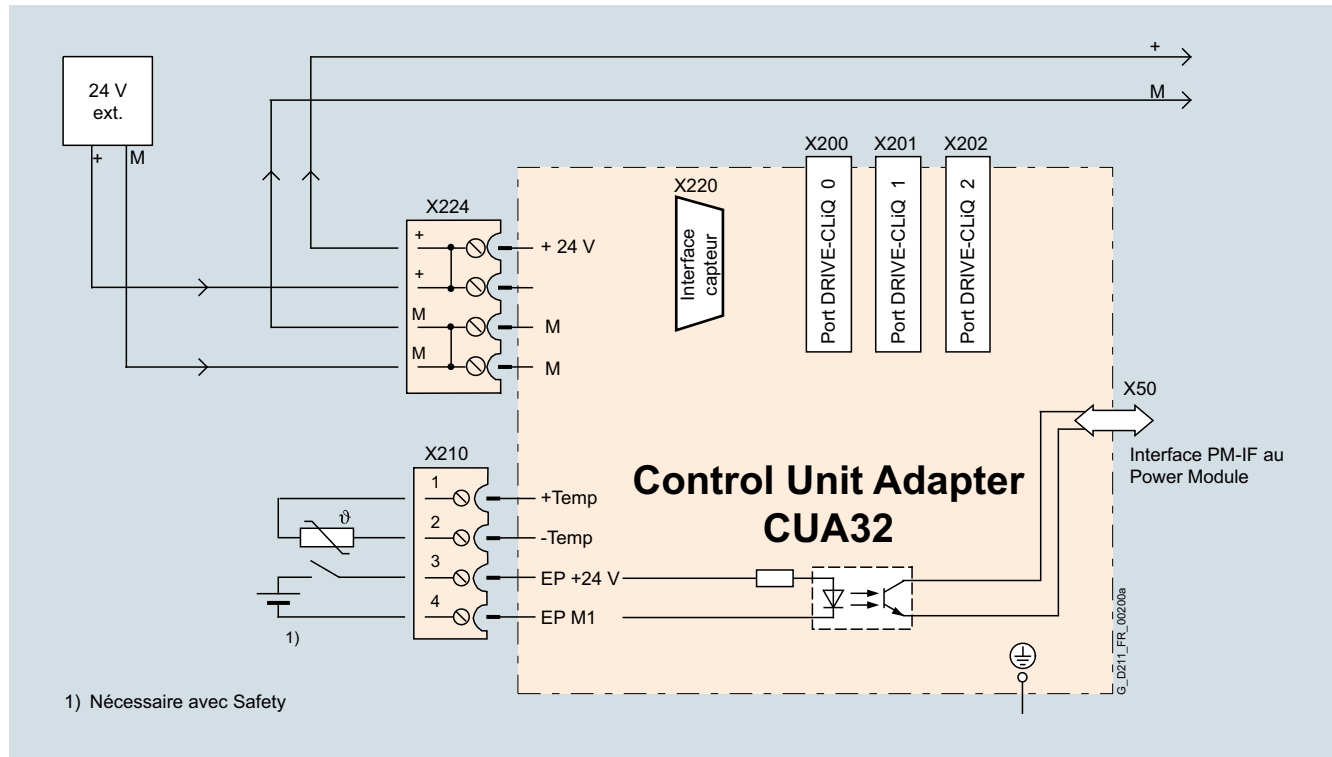 24 V
ext.
+ M
+
M
X224
+
+
M
M
+ 24 V
M
M
X220
Interface
capteur
X200
Port DRIVE-CLiQ 0
X201
Port DRIVE-CLiQ 1
X202
Port DRIVE-CLiQ 2
X50
Interface PM-IF au
Power Module
Control Unit Adapter
CUA32
X210
1
2
3
4
ϑ
+Temp
-Temp
EP +24 V
EP M1
1)
1) Nécessaire avec Safety
G_D211_FR_00200a